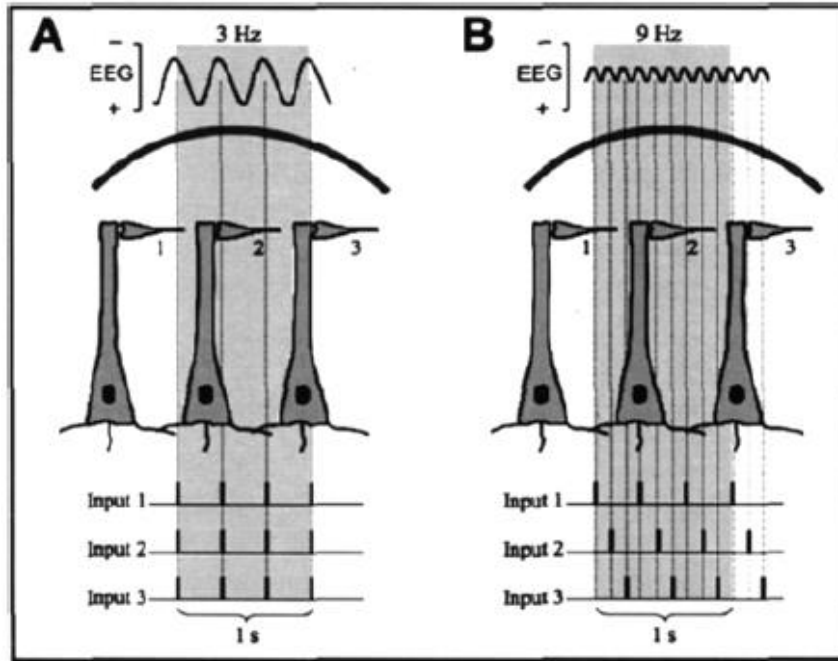 A
3 Hz
−
EEG
+
1
2
3
Input 1
Input 2
Input 3
1 s
B
9 Hz
−
EEG
+
1
2
3
Input 1
Input 2
Input 3
1 s